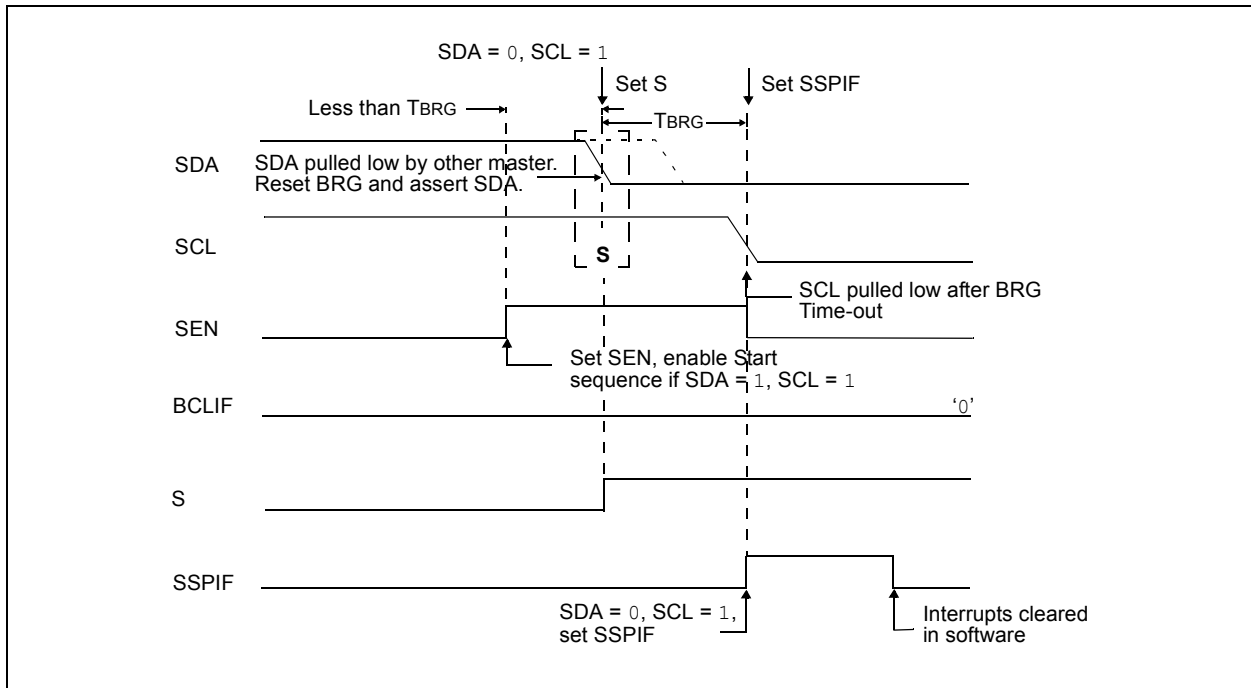 SDA = 0, SCL = 1
Set S
Set SSPIF
Less than TBRG
TBRG
SDA
SDA pulled low by other master.
Reset BRG and assert SDA.
SCL
S
SCL pulled low after BRG
Time-out
SEN
Set SEN, enable Start
sequence if SDA = 1, SCL = 1
BCLIF
‘0’
S
SSPIF
SDA = 0, SCL = 1,
set SSPIF
Interrupts cleared
in software